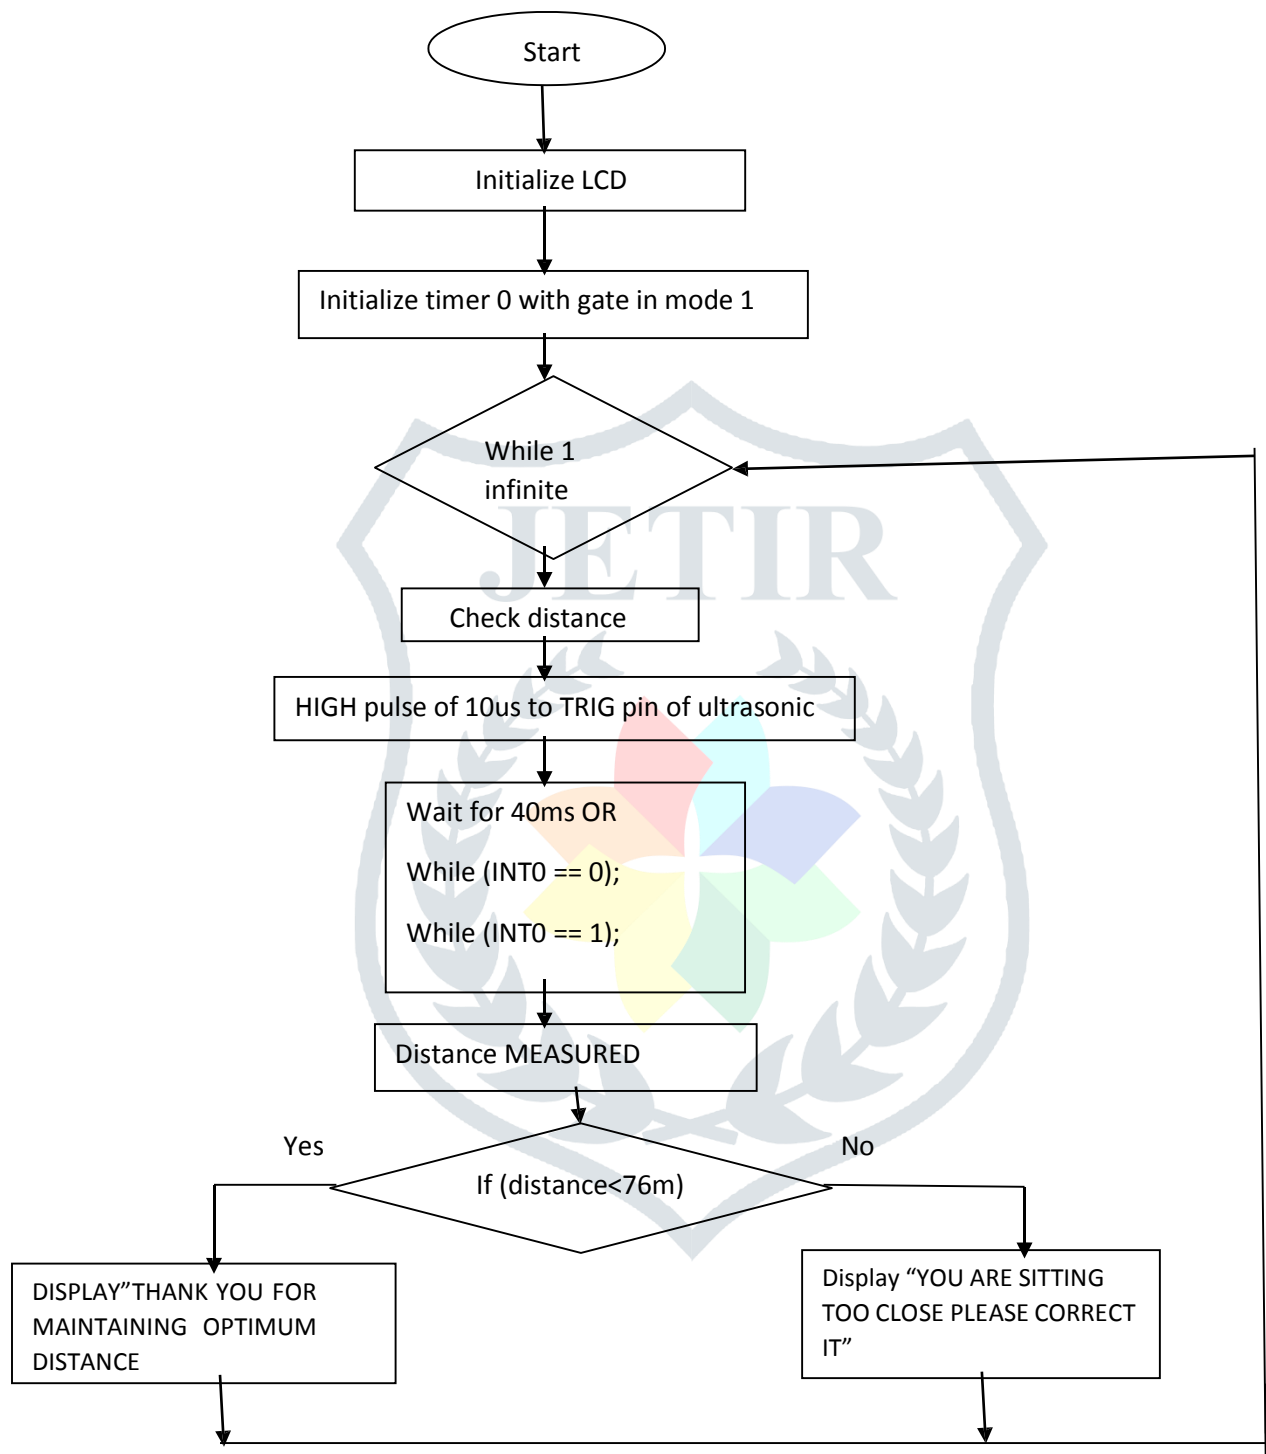 Start
Initialize LCD
Initialize timer 0 with gate in mode 1
While 1
infinite
JETIR
Check distance
HIGH pulse of 10us to TRIG pin of ultrasonic
Wait for 40ms OR
While (INT0 == 0);
While (INT0 == 1);
Distance MEASURED
Yes
No
If (distance<76m)
DISPLAY”THANK YOU FOR
MAINTAINING OPTIMUM
DISTANCE
Display “YOU ARE SITTING
TOO CLOSE PLEASE CORRECT
IT”